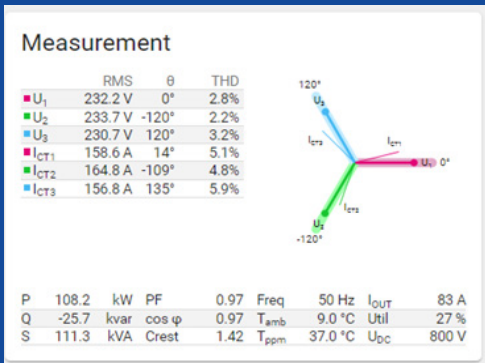 Measurement
RMS θ THD
U1 232.2 V 0° 2.8%
U2 233.7 V -120° 2.2%
U3 230.7 V 120° 3.2%
ICT1 158.6 A 14° 5.1%
ICT2 164.8 A -109° 4.8%
ICT3 156.8 A 135° 5.9%
120°
U3
ICT3
ICT1
U1 0°
ICT2
U2
-120°
P 108.2 kW PF 0.97 Freq 50 Hz IOUT 83 A
Q -25.7 kvar cos φ 0.97 Tamb 9.0 °C Util 27 %
S 111.3 kVA Crest 1.42 Tppm 37.0 °C UDC 800 V